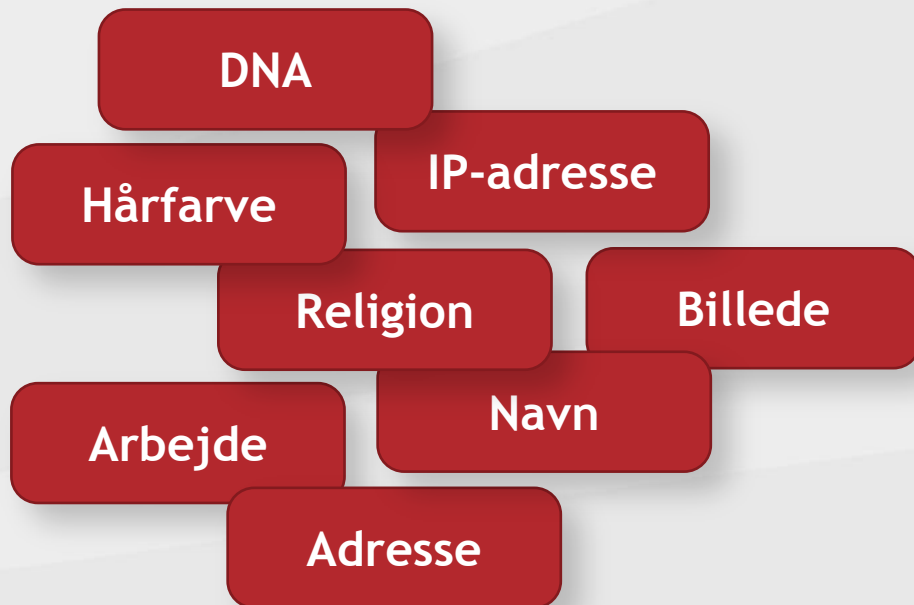 DNA
IP-adresse
Hårfarve
Religion
Billede
Navn
Arbejde
Adresse